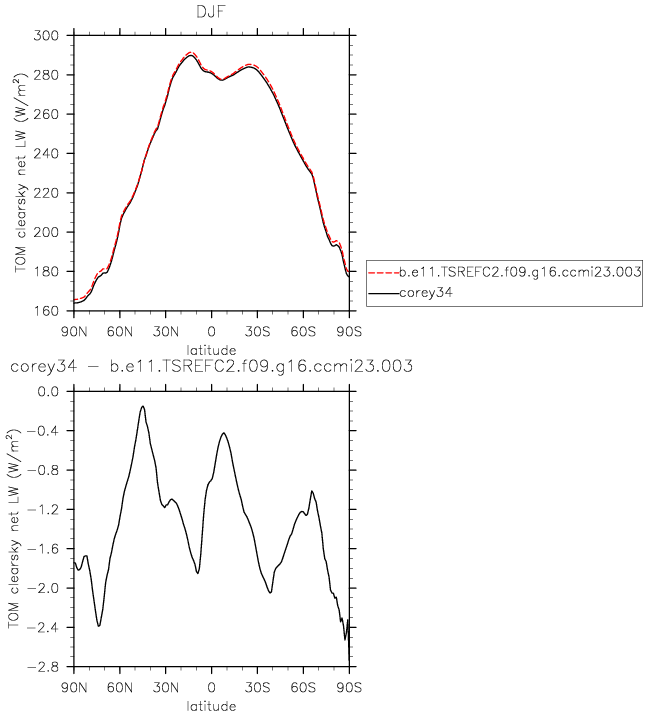 DJF
TOM clearsky net LW (W/m²)
300
280
260
240
220
200
180
160
90N 60N 30N 0 30S 60S 90S
latitude
b.e11.TSREFC2.f09.g16.ccmi23.003
corey34
corey34 − b.e11.TSREFC2.f09.g16.ccmi23.003
TOM clearsky net LW (W/m²)
0.0
−0.4
−0.8
−1.2
−1.6
−2.0
−2.4
−2.8
90N 60N 30N 0 30S 60S 90S
latitude